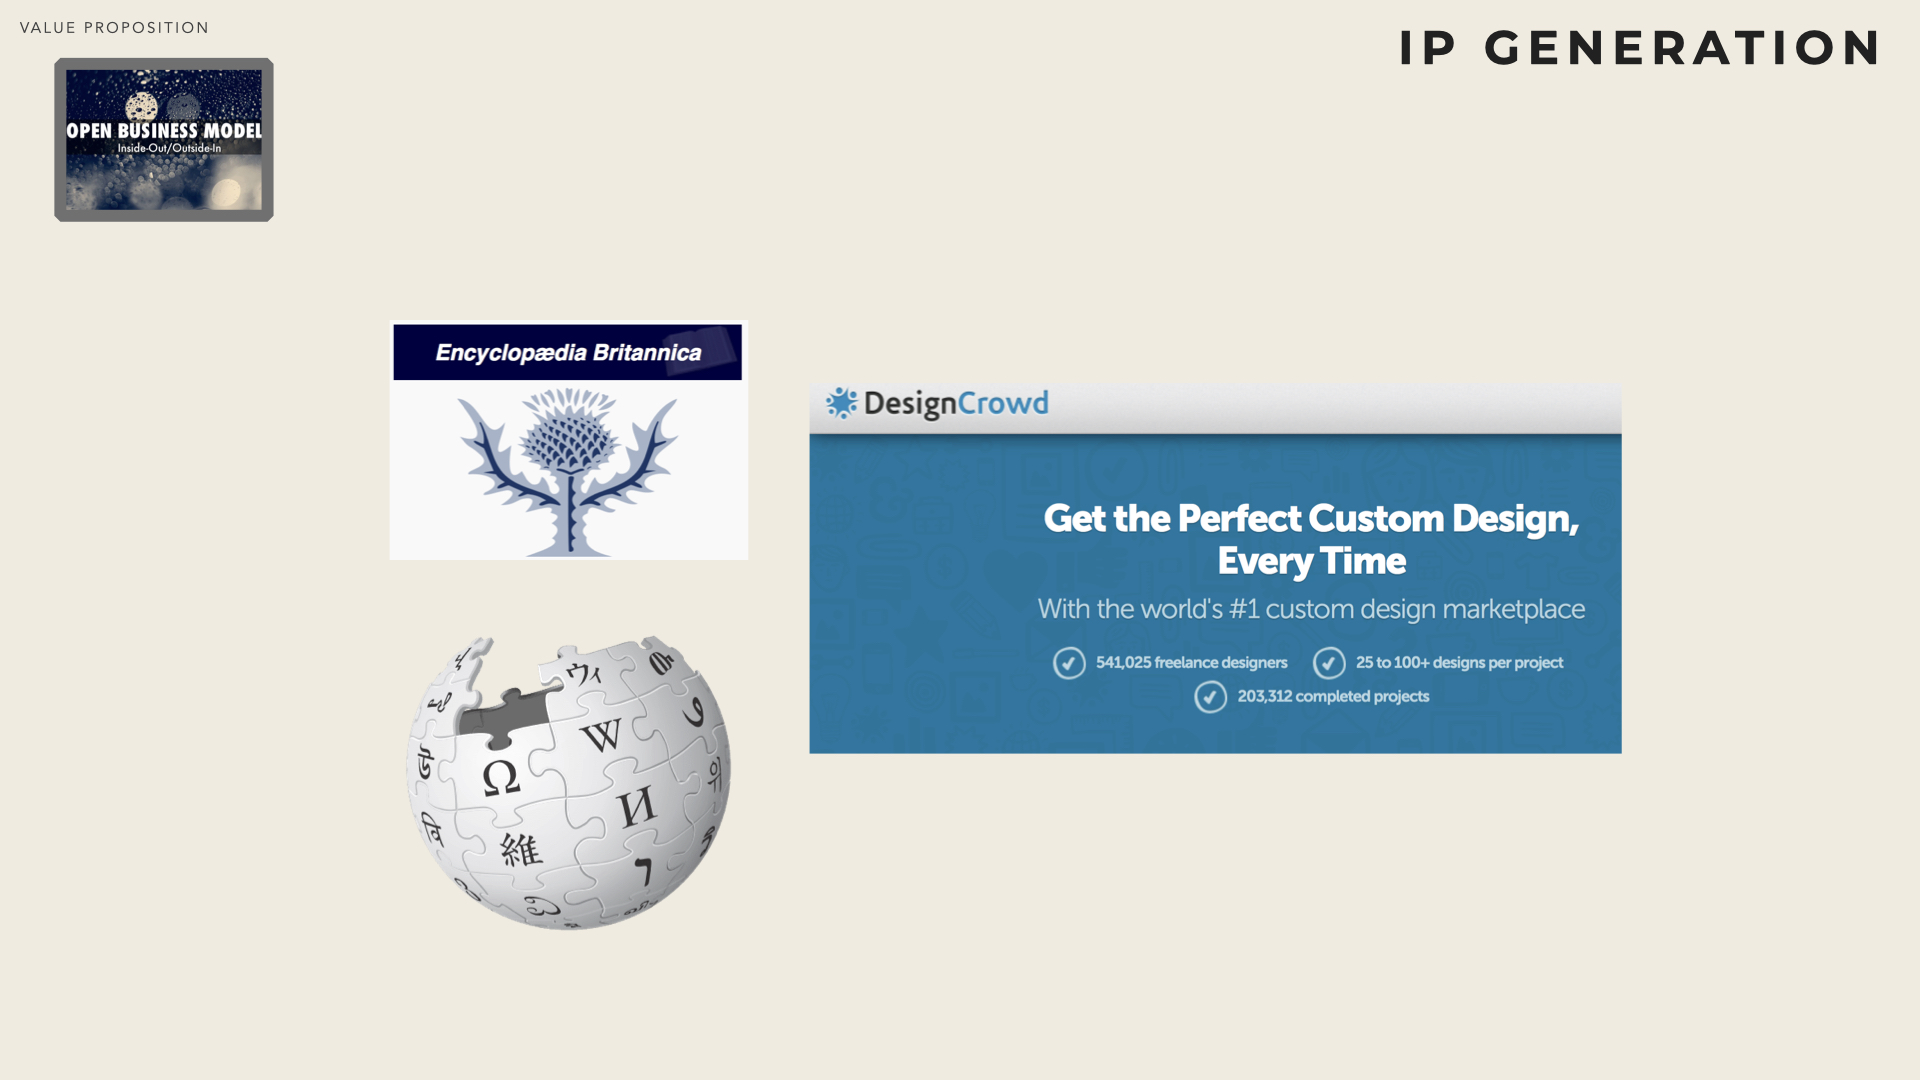 VALUE PROPOSITION
IP GENERATION
OPEN BUSINESS MODEL
Inside-Out/Outside-In
Encyclopædia Britannica
DesignCrowd
Get the Perfect Custom Design,
Every Time
With the world's #1 custom design marketplace
541,025 freelance designers
25 to 100+ designs per project
203,312 completed projects
ウィ
W
Ω
И
위
維
7